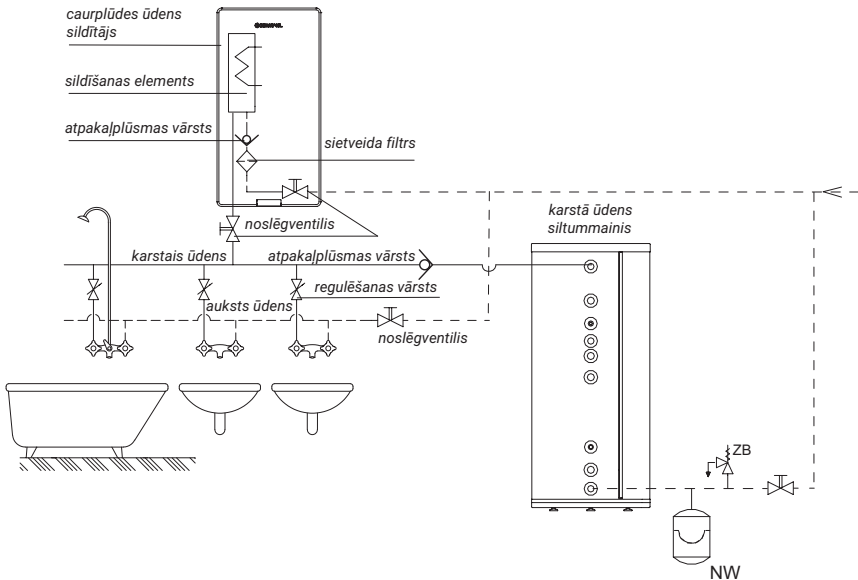 caurplūdes ūdens
sildītājs
sildīšanas elements
atpakaļplūsmas vārsts
sietveida filtrs
noslēgventilis
karstā ūdens
siltummainis
karstais ūdens
atpakaļplūsmas vārsts
regulēšanas vārsts
auksts ūdens
noslēgventilis
ZB
NW